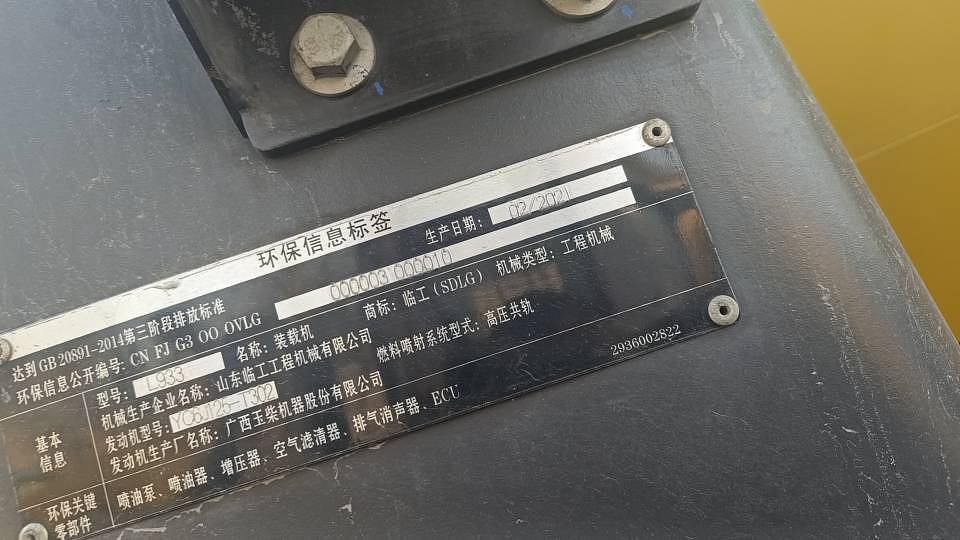 环保信息标签
达到GB20891-2014第三阶段排放标准 生产日期: 02/2021
环保信息公开编号: CN FJ G3 OO OVLG 000003 000010
基本信息
型号: L933 名称: 装载机 商标: 临工(SDLG) 机械类型: 工程机械
机械生产企业名称: 山东临工工程机械有限公司
发动机型号: YC6J125-T302 燃料喷射系统型式: 高压共轨
发动机生产厂名称: 广西玉柴机器股份有限公司
环保关键零部件
喷油泵、喷油器、增压器、空气滤清器、排气消声器、ECU
2936002822